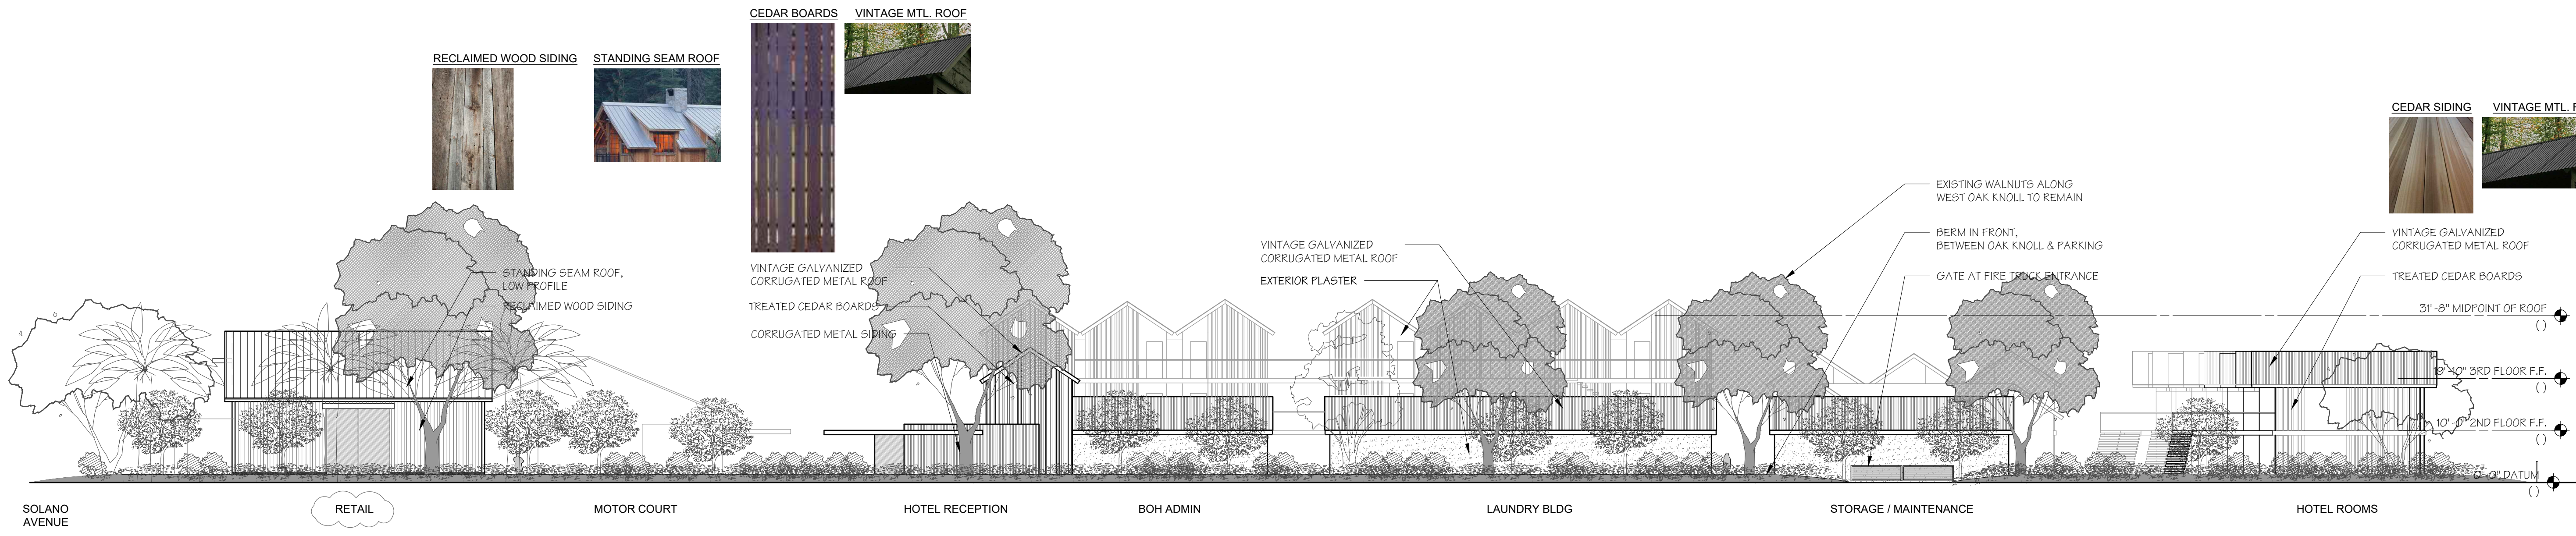 CEDAR BOARDS
VINTAGE MTL. ROOF
RECLAIMED WOOD SIDING
STANDING SEAM ROOF
CEDAR SIDING
VINTAGE MTL.
STANDING SEAM ROOF,
LOW PROFILE
RECLAIMED WOOD SIDING
VINTAGE GALVANIZED
CORRUGATED METAL ROOF
TREATED CEDAR BOARDS
CORRUGATED METAL SIDING
VINTAGE GALVANIZED
CORRUGATED METAL ROOF
EXTERIOR PLASTER
EXISTING WALNUTS ALONG
WEST OAK KNOLL TO REMAIN
BERM IN FRONT,
BETWEEN OAK KNOLL & PARKING
GATE AT FIRE TRUCK ENTRANCE
VINTAGE GALVANIZED
CORRUGATED METAL ROOF
TREATED CEDAR BOARDS
31'-8" MIDPOINT OF ROOF
( )
19'-10" 3RD FLOOR F.F.
( )
10'-0" 2ND FLOOR F.F.
( )
0'-0" DATUM
( )
SOLANO
AVENUE
RETAIL
MOTOR COURT
HOTEL RECEPTION
BOH ADMIN
LAUNDRY BLDG
STORAGE / MAINTENANCE
HOTEL ROOMS